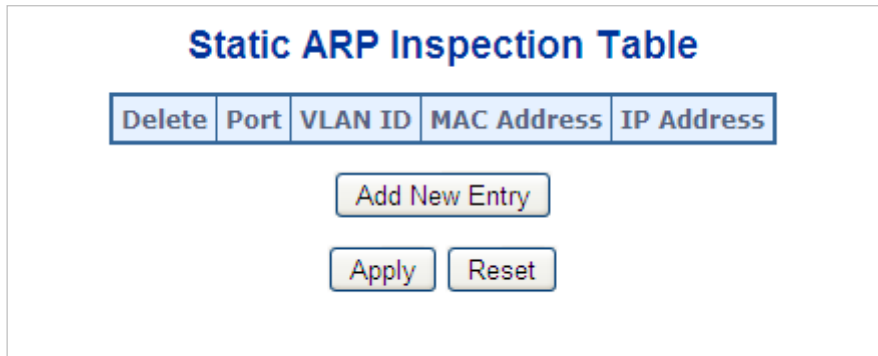 Static ARP Inspection Table
Delete Port VLAN ID MAC Address IP Address
Add New Entry
Apply Reset